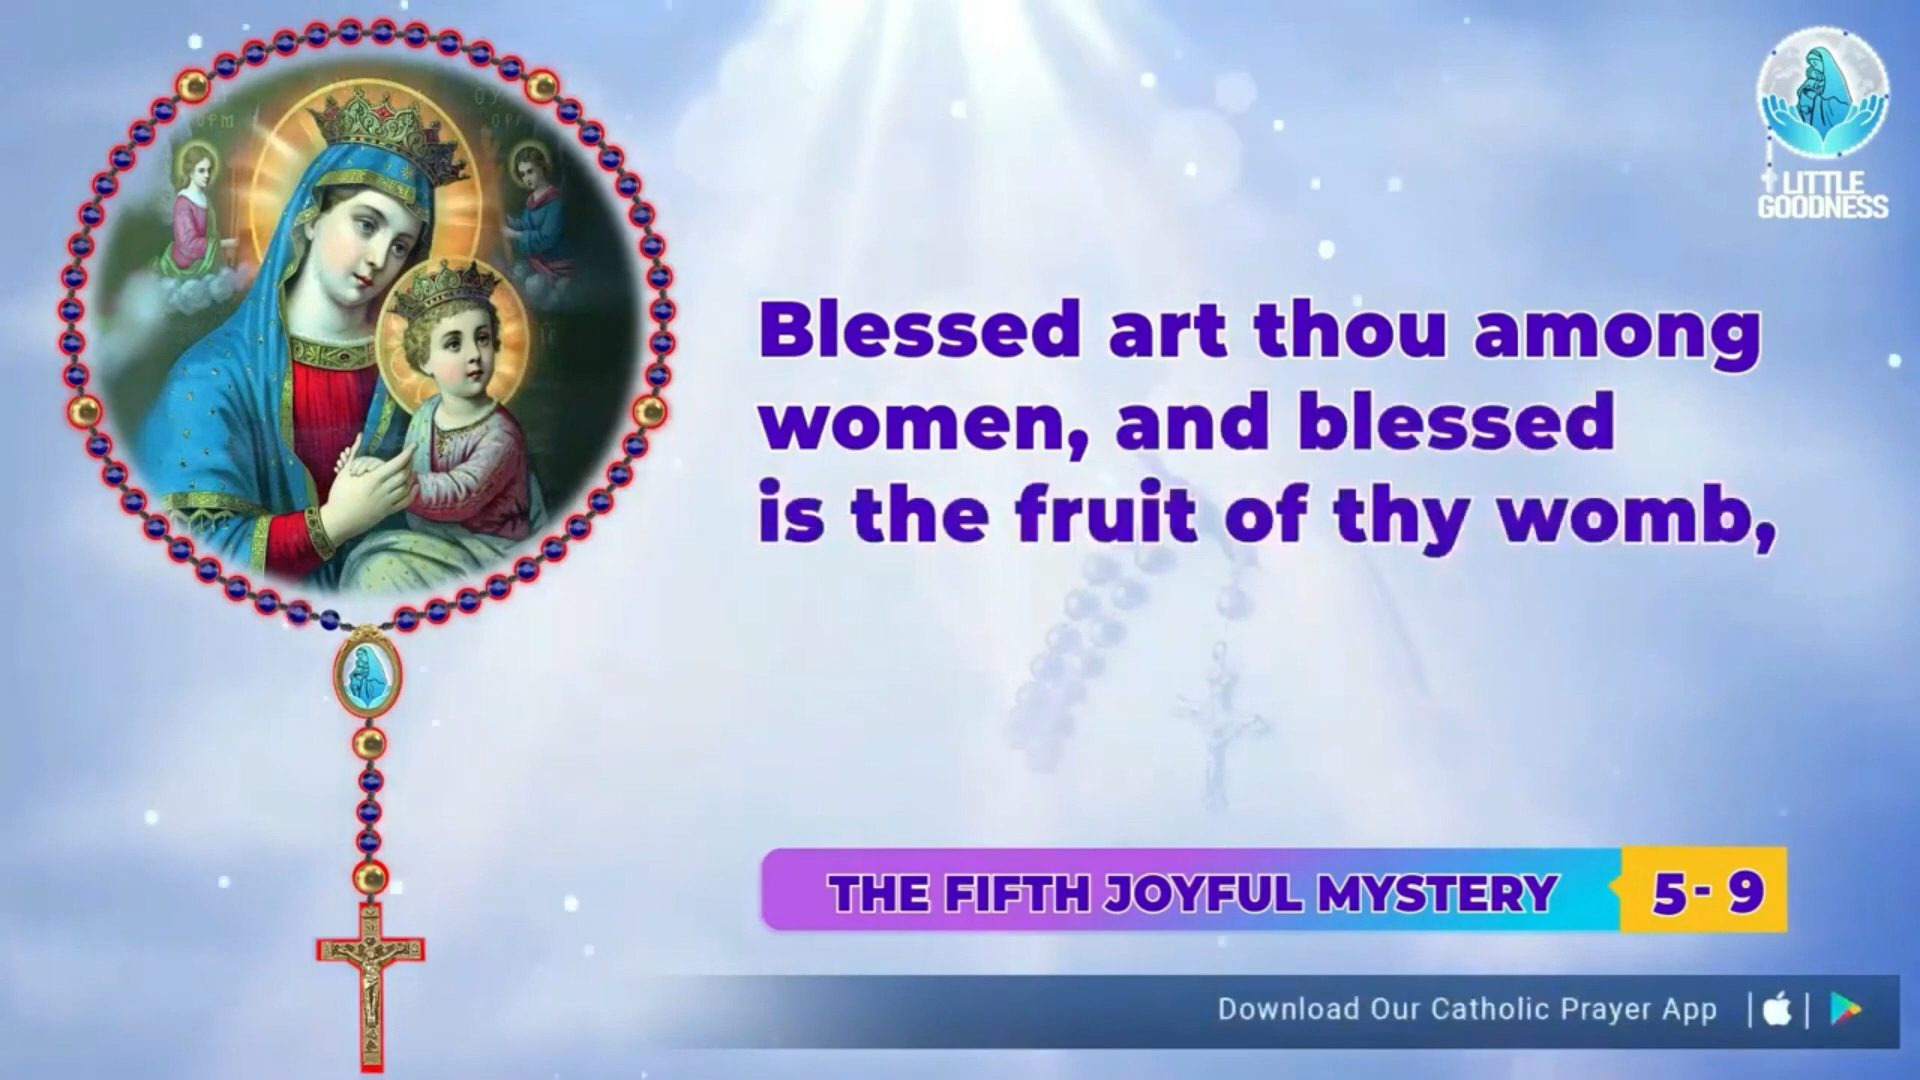 LITTLE
GOODNESS
Blessed art thou among
women, and blessed
is the fruit of thy womb,
THE FIFTH JOYFUL MYSTERY 5- 9
Download Our Catholic Prayer App